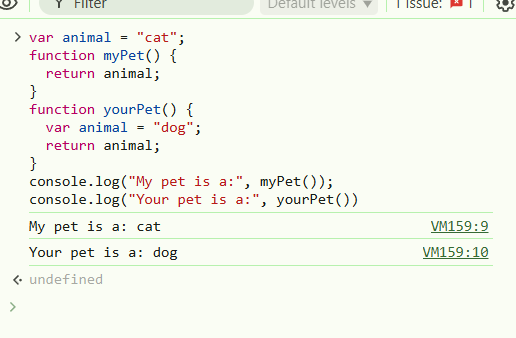 Filter Default levels ▼ 1 Issue: 1
> var animal = "cat";
function myPet() {
  return animal;
}
function yourPet() {
  var animal = "dog";
  return animal;
}
console.log("My pet is a:", myPet());
console.log("Your pet is a:", yourPet())
My pet is a: cat VM159:9
Your pet is a: dog VM159:10
undefined
>